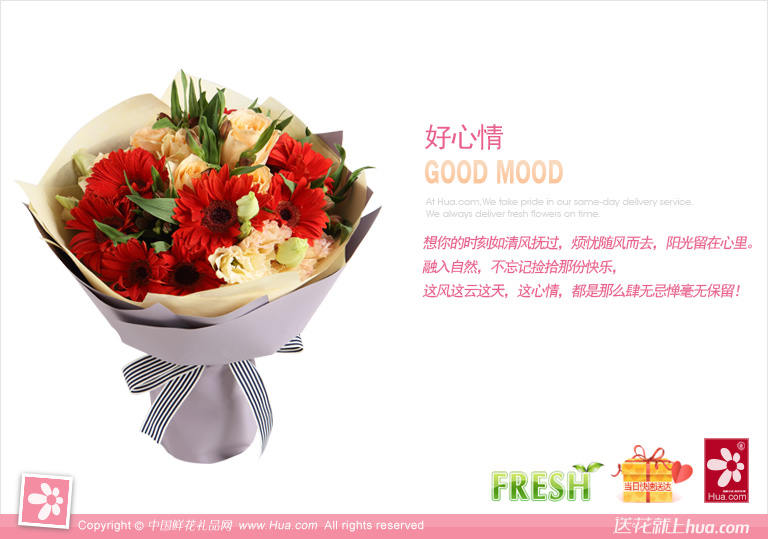 好心情
GOOD MOOD
At Hua.com,We take pride in our same-day delivery service.
We always deliver fresh flowers on time.
想你的时刻如清风抚过，烦忧随风而去，阳光留在心里。
融入自然，不忘记捡拾那份快乐，
这风这云这天，这心情，都是那么肆无忌惮毫无保留！
FRESH
当日快速送达
Hua.com
Copyright © 中国鲜花礼品网 www.Hua.com All rights reserved
送花就上hua.com